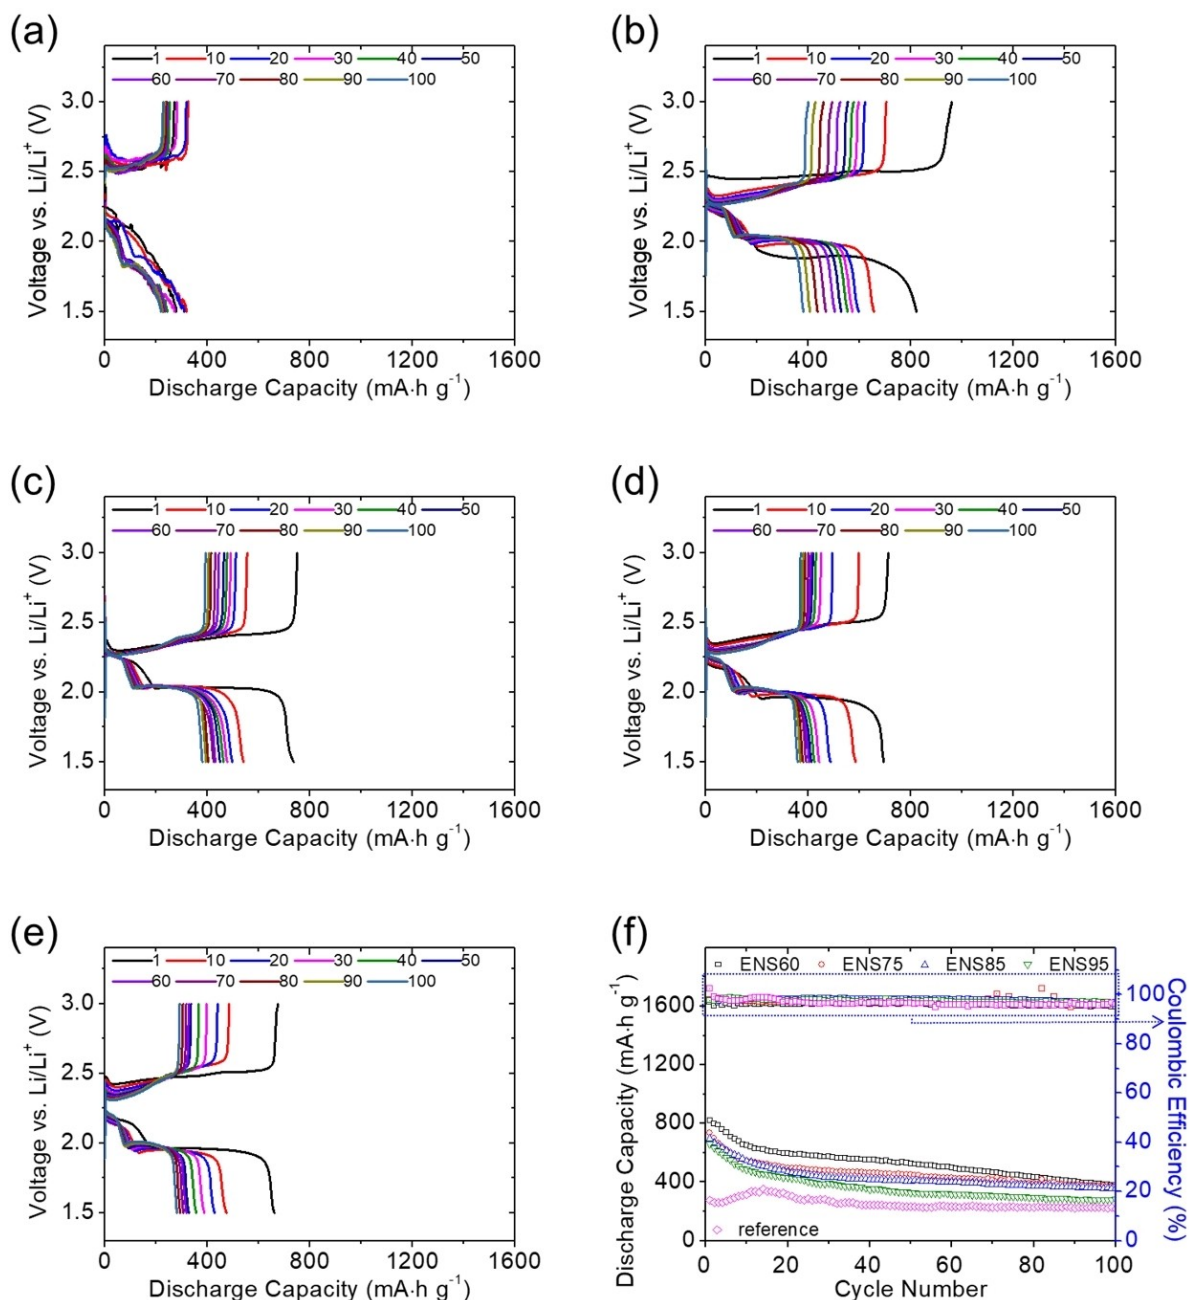 (a)
1 10 20 30 40 50
60 70 80 90 100
3.0
2.5
2.0
1.5
Voltage vs. Li/Li⁺ (V)
0 400 800 1200 1600
Discharge Capacity (mA·h g⁻¹)
(b)
1 10 20 30 40 50
60 70 80 90 100
3.0
2.5
2.0
1.5
Voltage vs. Li/Li⁺ (V)
0 400 800 1200 1600
Discharge Capacity (mA·h g⁻¹)
(c)
1 10 20 30 40 50
60 70 80 90 100
3.0
2.5
2.0
1.5
Voltage vs. Li/Li⁺ (V)
0 400 800 1200 1600
Discharge Capacity (mA·h g⁻¹)
(d)
1 10 20 30 40 50
60 70 80 90 100
3.0
2.5
2.0
1.5
Voltage vs. Li/Li⁺ (V)
0 400 800 1200 1600
Discharge Capacity (mA·h g⁻¹)
(e)
1 10 20 30 40 50
60 70 80 90 100
3.0
2.5
2.0
1.5
Voltage vs. Li/Li⁺ (V)
0 400 800 1200 1600
Discharge Capacity (mA·h g⁻¹)
(f)
ENS60 ENS75 ENS85 ENS95
1600
1200
800
400
0
Discharge Capacity (mA·h g⁻¹)
100
80
60
40
20
0
Coulombic Efficiency (%)
reference
0 20 40 60 80 100
Cycle Number